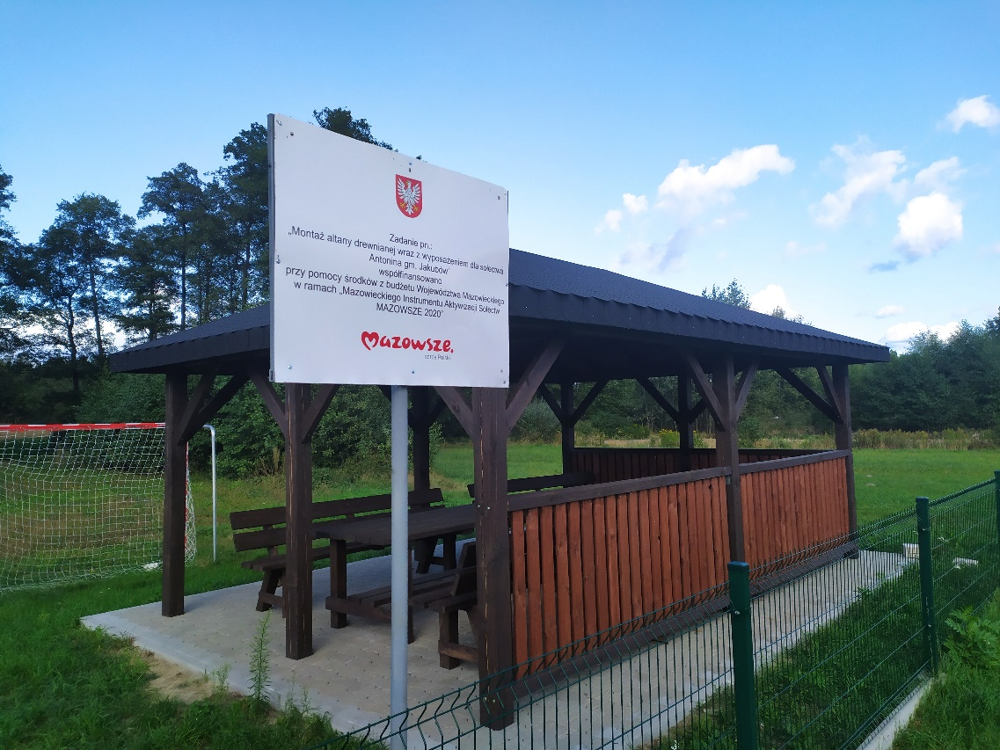 Zadanie pn.:
„Montaż altany drewnianej wraz z wyposażeniem dla sołectwa
Antonina gm. Jakubów”
współfinansowano
przy pomocy środków z budżetu Województwa Mazowieckiego
w ramach „Mazowieckiego Instrumentu Aktywizacji Sołectw
MAZOWSZE 2020”
mazowsze.
serce Polski